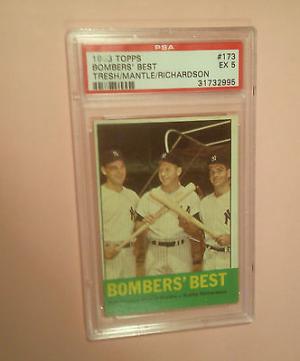 PSA
1963 TOPPS #173
BOMBERS' BEST EX 5
TRESH/MANTLE/RICHARDSON
31732995
BOMBERS' BEST